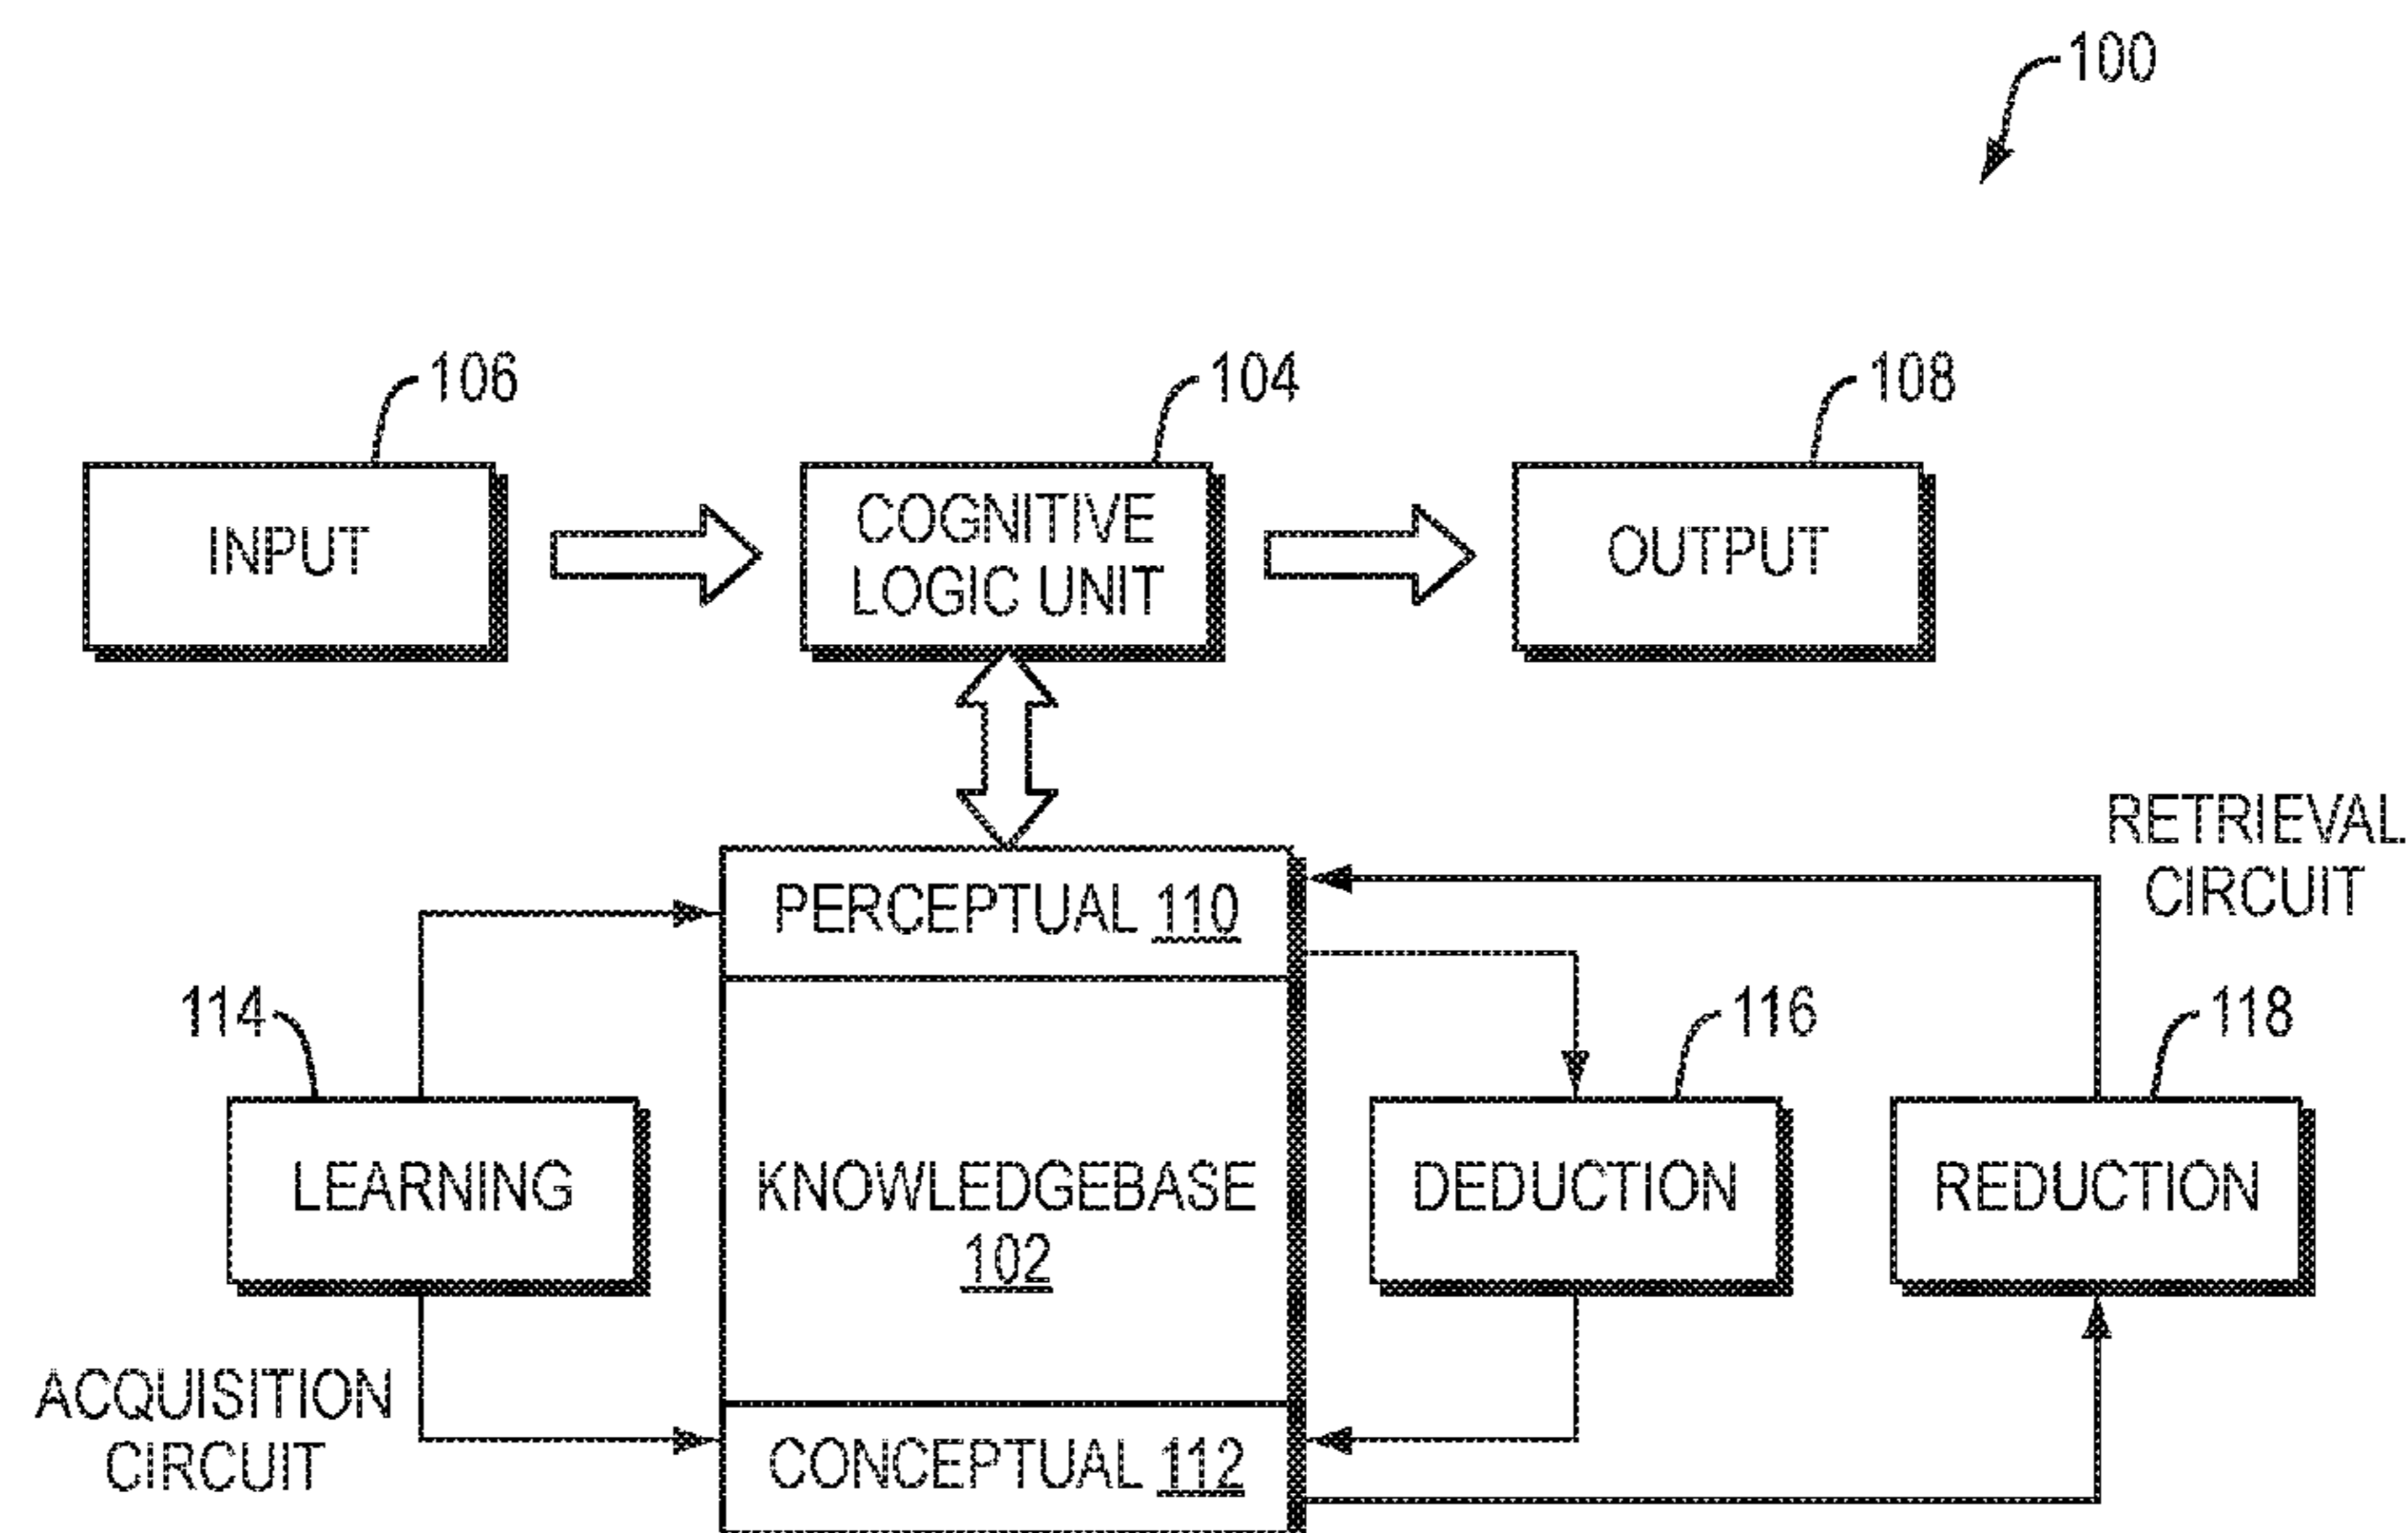 100
106
104
108
INPUT
COGNITIVE
LOGIC UNIT
OUTPUT
RETRIEVAL
CIRCUIT
PERCEPTUAL 110
114
116
118
LEARNING
KNOWLEDGEBASE
102
DEDUCTION
REDUCTION
ACQUISITION
CIRCUIT
CONCEPTUAL 112